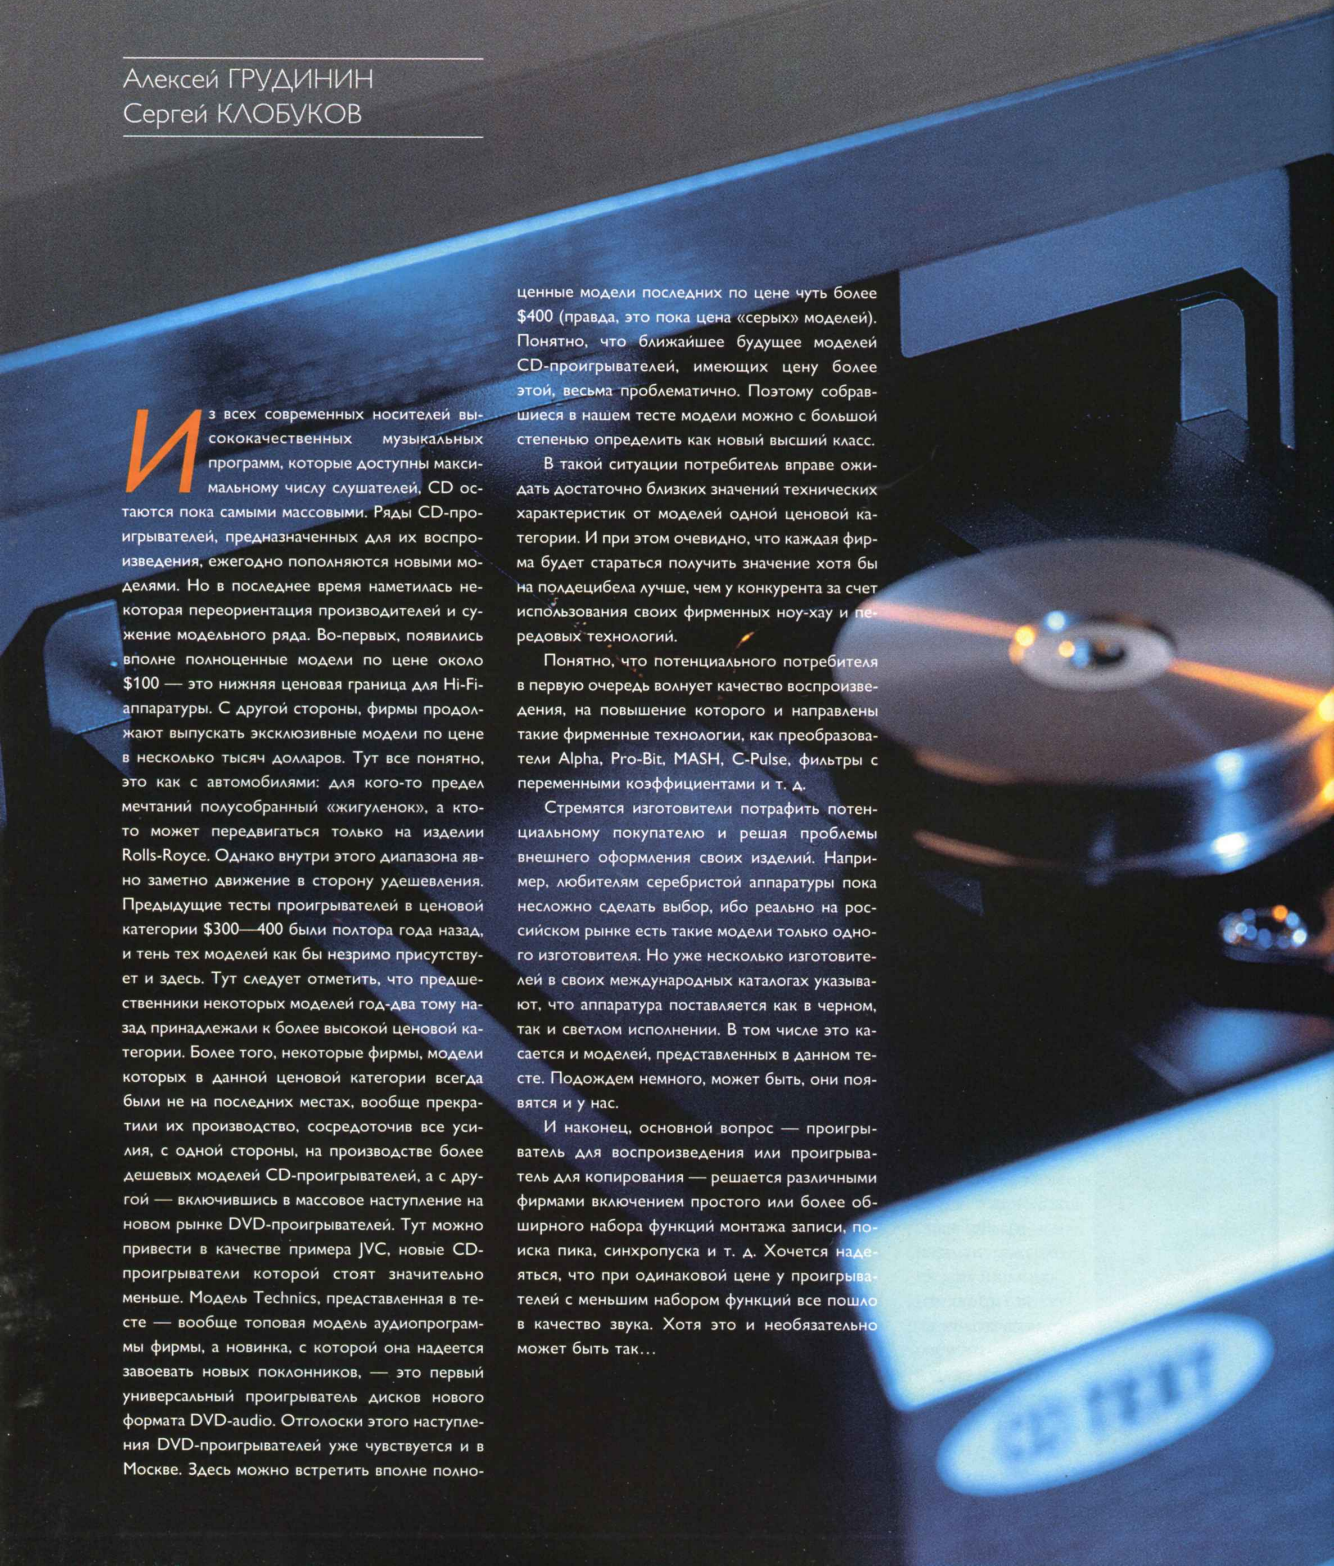 Алексей ГРУДИНИН
Сергей КЛОБУКОВ
Из всех современных носителей вы-
сококачественных музыкальных
программ, которые доступны макси-
мальному числу слушателей, CD ос-
таются пока самыми массовыми. Ряды CD-про-
игрывателей, предназначенных для их воспро-
изведения, ежегодно пополняются новыми мо-
делями. Но в последнее время наметилась не-
которая переориентация производителей и су-
жение модельного ряда. Во-первых, появились
вполне полноценные модели по цене около
$100 — это нижняя ценовая граница для Hi-Fi-
аппаратуры. С другой стороны, фирмы продол-
жают выпускать эксклюзивные модели по цене
в несколько тысяч долларов. Тут все понятно,
это как с автомобилями: для кого-то предел
мечтаний полусобранный «жигуленок», а кто-
то может передвигаться только на изделии
Rolls-Royce. Однако внутри этого диапазона яв-
но заметно движение в сторону удешевления.
Предыдущие тесты проигрывателей в ценовой
категории $300—400 были полтора года назад,
и тень тех моделей как бы незримо присутству-
ет и здесь. Тут следует отметить, что предше-
ственники некоторых моделей год-два тому на-
зад принадлежали к более высокой ценовой ка-
тегории. Более того, некоторые фирмы, модели
которых в данной ценовой категории всегда
были не на последних местах, вообще прекра-
тили их производство, сосредоточив все уси-
лия, с одной стороны, на производстве более
дешевых моделей CD-проигрывателей, а с дру-
гой — включившись в массовое наступление на
новом рынке DVD-проигрывателей. Тут можно
привести в качестве примера JVC, новые CD-
проигрыватели которой стоят значительно
меньше. Модель Technics, представленная в те-
сте — вообще топовая модель аудиопрограм-
мы фирмы, а новинка, с которой она надеется
завоевать новых поклонников, — это первый
универсальный проигрыватель дисков нового
формата DVD-audio. Отголоски этого наступле-
ния DVD-проигрывателей уже чувствуется и в
Москве. Здесь можно встретить вполне полно-
ценные модели последних по цене чуть более
$400 (правда, это пока цена «серых» моделей).
Понятно, что ближайшее будущее моделей
CD-проигрывателей, имеющих цену более
этой, весьма проблематично. Поэтому собрав-
шиеся в нашем тесте модели можно с большой
степенью определить как новый высший класс.
В такой ситуации потребитель вправе ожи-
дать достаточно близких значений технических
характеристик от моделей одной ценовой ка-
тегории. И при этом очевидно, что каждая фир-
ма будет стараться получить значение хотя бы
на полдецибела лучше, чем у конкурента за счет
использования своих фирменных ноу-хау и пе-
редовых технологий.
Понятно, что потенциального потребителя
в первую очередь волнует качество воспроизве-
дения, на повышение которого и направлены
такие фирменные технологии, как преобразова-
тели Alpha, Pro-Bit, MASH, C-Pulse, фильтры с
переменными коэффициентами и т. д.
Стремятся изготовители потрафить потен-
циальному покупателю и решая проблемы
внешнего оформления своих изделий. Напри-
мер, любителям серебристой аппаратуры пока
несложно сделать выбор, ибо реально на рос-
сийском рынке есть такие модели только одно-
го изготовителя. Но уже несколько изготовите-
лей в своих международных каталогах указыва-
ют, что аппаратура поставляется как в черном,
так и светлом исполнении. В том числе это ка-
сается и моделей, представленных в данном те-
сте. Подождем немного, может быть, они поя-
вятся и у нас.
И наконец, основной вопрос — проигры-
ватель для воспроизведения или проигрыва-
тель для копирования — решается различными
фирмами включением простого или более об-
ширного набора функций монтажа записи, по-
иска пика, синхропуска и т. д. Хочется наде-
яться, что при одинаковой цене у проигрыва-
телей с меньшим набором функций все пошло
в качество звука. Хотя это и необязательно
может быть так...
CD TEXT